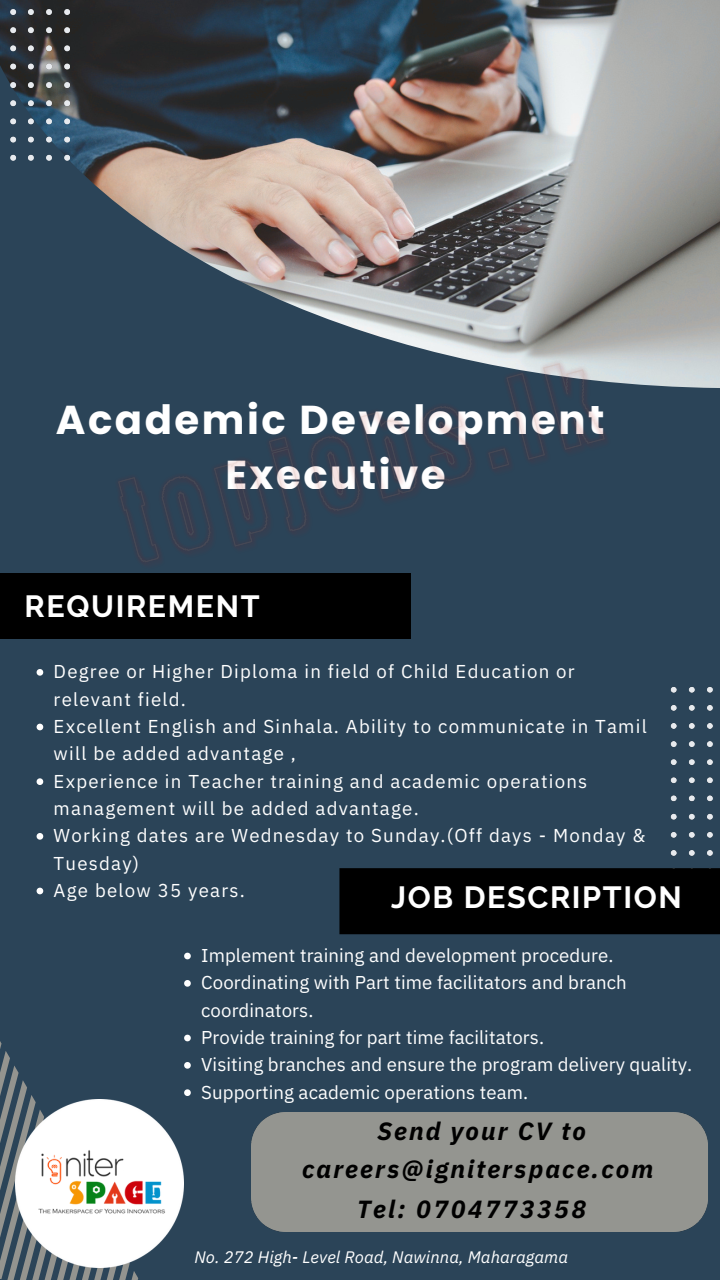 Academic Development
Executive
topjobs.lk
REQUIREMENT
• Degree or Higher Diploma in field of Child Education or
relevant field.
• Excellent English and Sinhala. Ability to communicate in Tamil
will be added advantage ,
• Experience in Teacher training and academic operations
management will be added advantage.
• Working dates are Wednesday to Sunday.(Off days - Monday &
Tuesday)
• Age below 35 years.
JOB DESCRIPTION
• Implement training and development procedure.
• Coordinating with Part time facilitators and branch
coordinators.
• Provide training for part time facilitators.
• Visiting branches and ensure the program delivery quality.
• Supporting academic operations team.
Send your CV to
careers@igniterspace.com
Tel: 0704773358
igniter
SPACE
THE MAKERSPACE OF YOUNG INNOVATORS
No. 272 High- Level Road, Nawinna, Maharagama